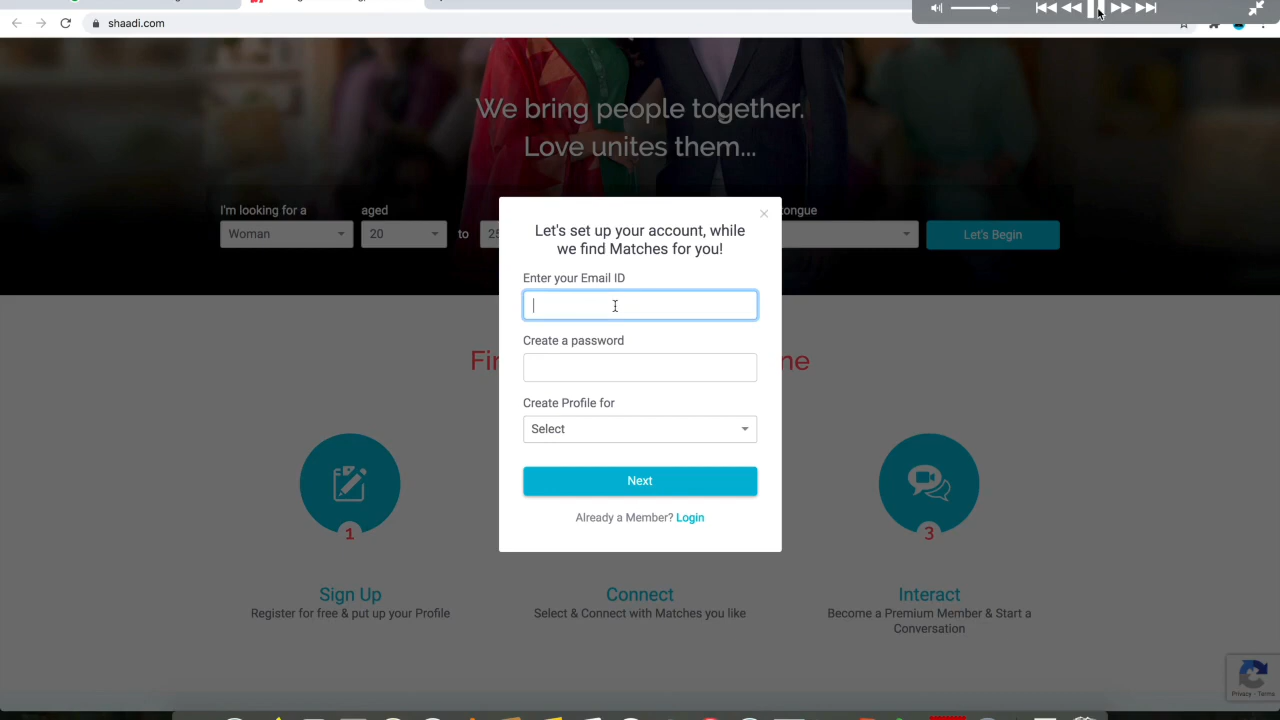 shaadi.com
We bring people together.
Love unites them...
I'm looking for a
aged
Woman
20
to
25
Let's Begin
Let's set up your account, while
we find Matches for you!
Enter your Email ID
Create a password
Create Profile for
Select
Next
Already a Member? Login
1
3
Sign Up
Register for free & put up your Profile
Connect
Select & Connect with Matches you like
Interact
Become a Premium Member & Start a
Conversation
Privacy - Terms